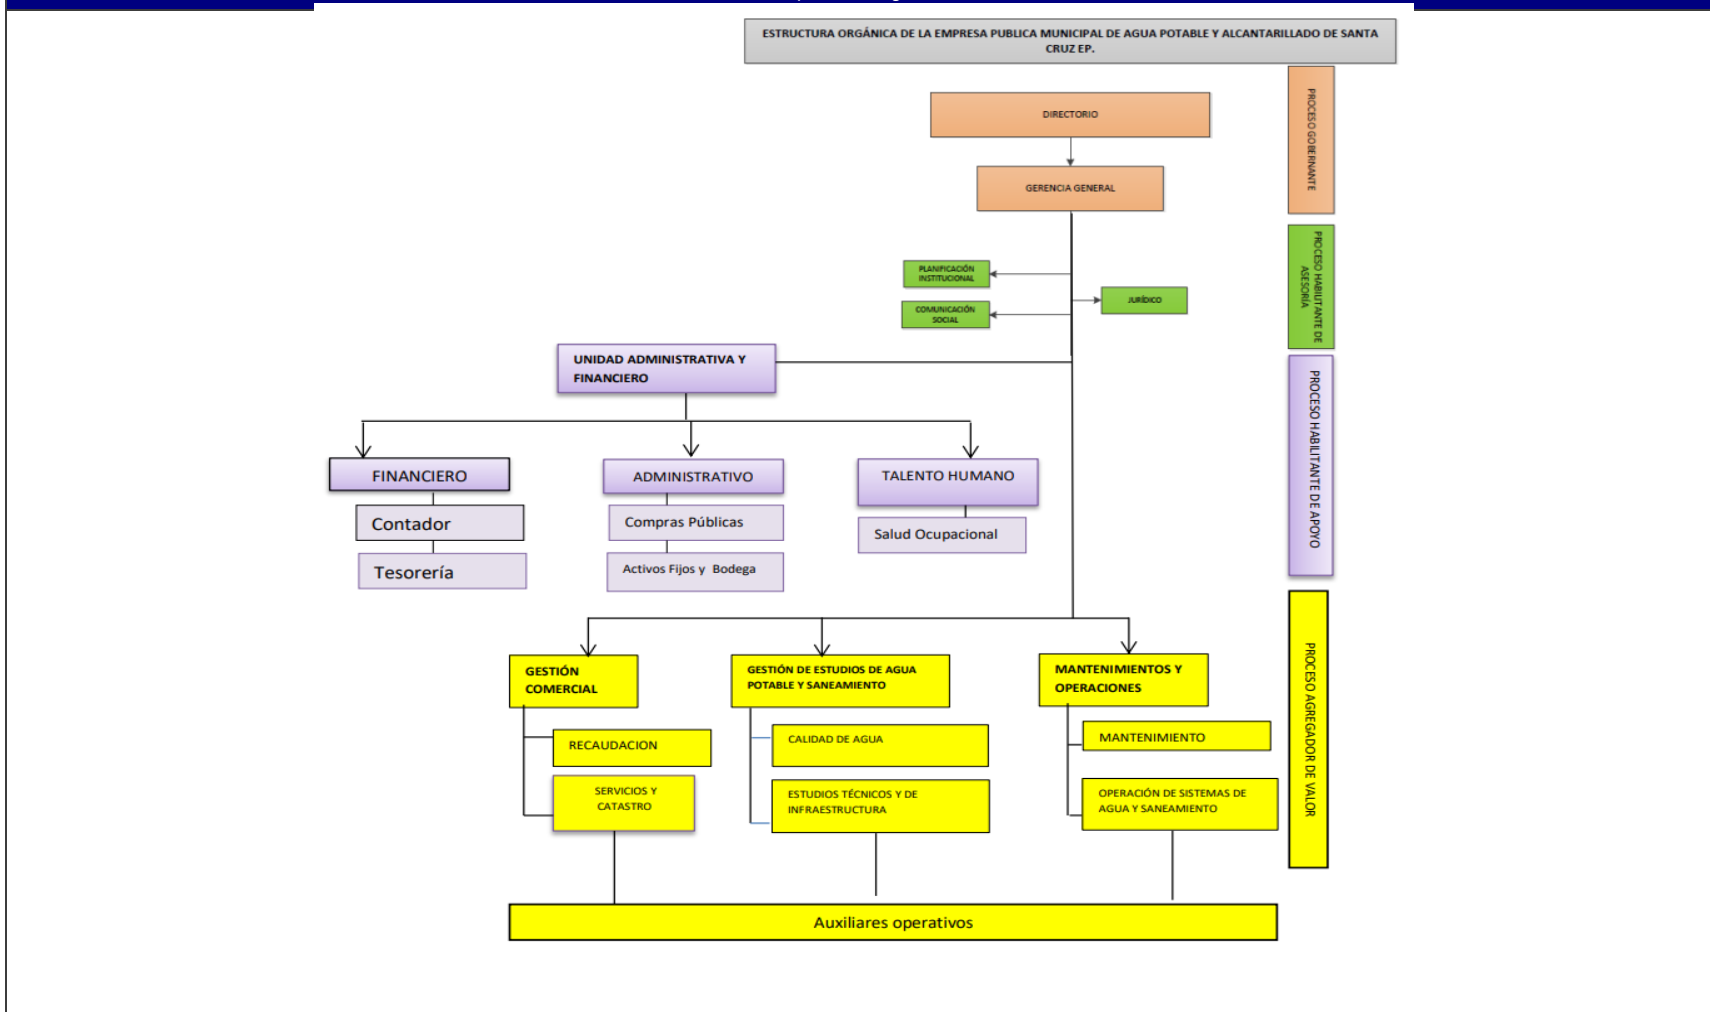 ESTRUCTURA ORGÁNICA DE LA EMPRESA PUBLICA MUNICIPAL DE AGUA POTABLE Y ALCANTARILLADO DE SANTA
CRUZ EP.
PROCESO GOBERNANTE
DIRECTORIO
GERENCIA GENERAL
PROCESO HABILITANTE DE
ASESORÍA
PLANIFICACIÓN
INSTITUCIONAL
JURÍDICO
COMUNICACIÓN
SOCIAL
PROCESO HABILITANTE DE APOYO
UNIDAD ADMINISTRATIVA Y
FINANCIERO
FINANCIERO
ADMINISTRATIVO
TALENTO HUMANO
Contador
Compras Públicas
Salud Ocupacional
Tesorería
Activos Fijos y  Bodega
PROCESO AGREGADOR DE VALOR
GESTIÓN
COMERCIAL
GESTIÓN DE ESTUDIOS DE AGUA
POTABLE Y SANEAMIENTO
MANTENIMIENTOS Y
OPERACIONES
RECAUDACION
CALIDAD DE AGUA
MANTENIMIENTO
SERVICIOS Y
CATASTRO
ESTUDIOS TÉCNICOS Y DE
INFRAESTRUCTURA
OPERACIÓN DE SISTEMAS DE
AGUA Y SANEAMIENTO
Auxiliares operativos